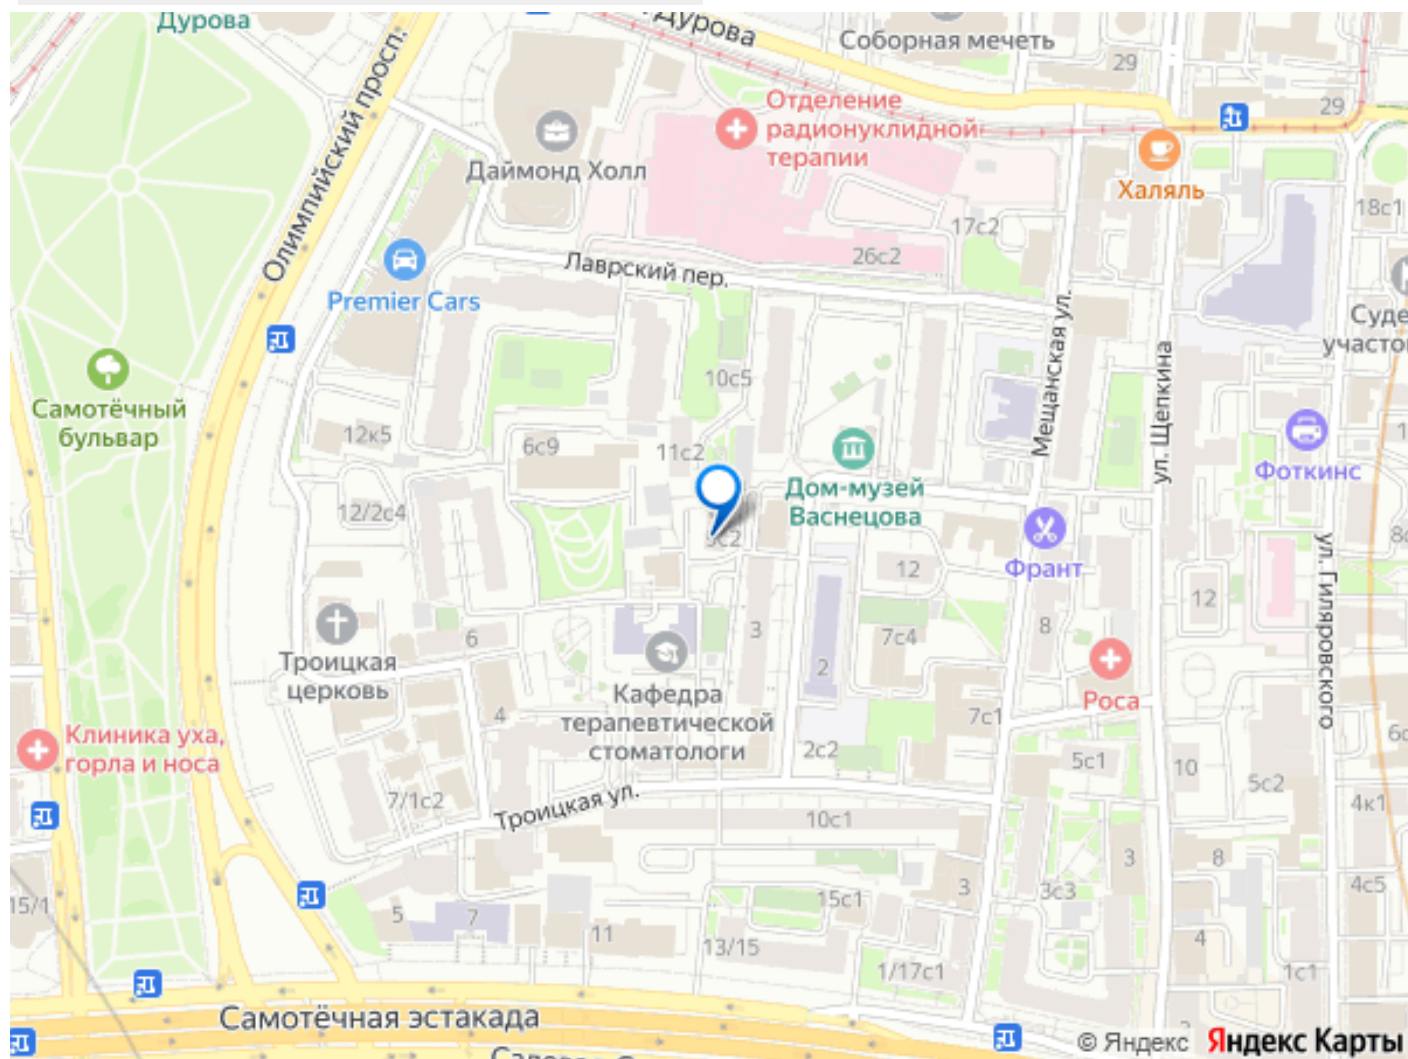 Дурова
Дурова
Соборная мечеть
29
29
Олимпийский просп.
Отделение
радионуклидной
терапии
Даймонд Холл
Халяль
17с2
18с1
26с2
Лаврский пер.
Premier Cars
Мещанская ул.
ул. Щепкина
10с5
Самотёчный
бульвар
12к5
6с9
11с2
Фоткинс
Дом-музей
Васнецова
12/2с4
Франт
12
12
ул. Гиляровского
3
8
6
7с4
2
Троицкая
церковь
Роса
Кафедра
терапевтической
стоматологи
4
7с1
Клиника уха,
горла и носа
2с2
5с1
10
5с2
4к1
7/1с2
Троицкая ул.
10с1
3
8
3
3с3
4с5
15/1
5
7
15с1
11
13/15
4
1/17с1
1с1
Самотёчная эстакада
© Яндекс Яндекс Карты